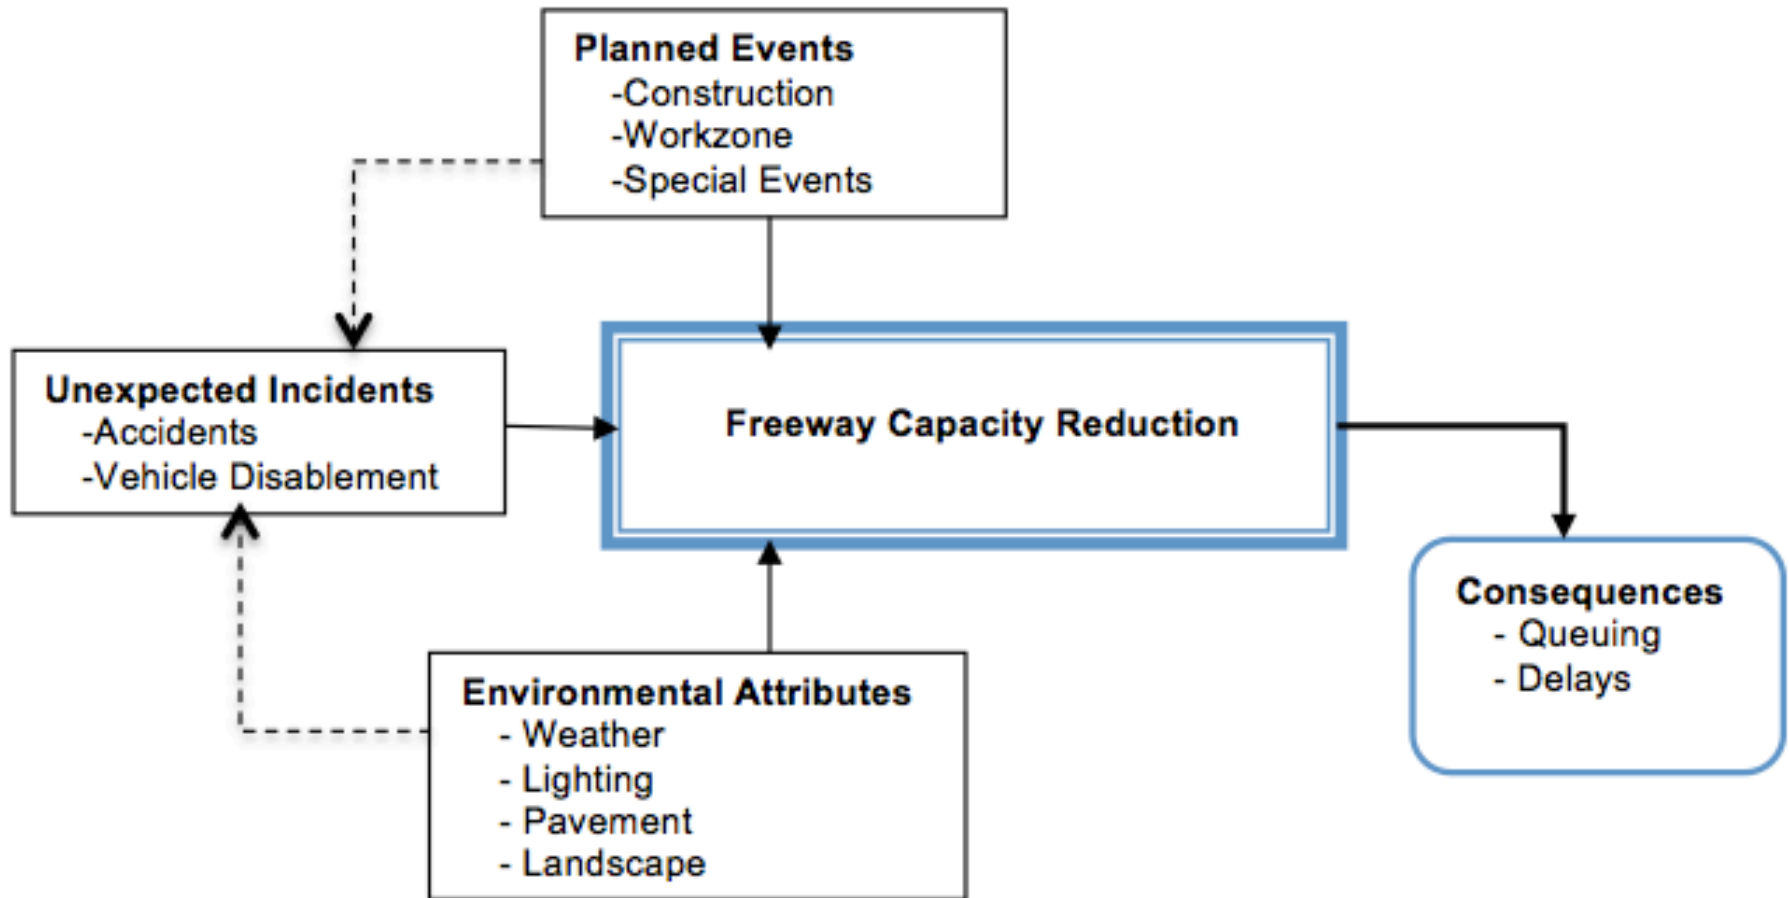 Planned Events
-Construction
-Workzone
-Special Events
Unexpected Incidents
-Accidents
-Vehicle Disablement
Freeway Capacity Reduction
Environmental Attributes
- Weather
- Lighting
- Pavement
- Landscape
Consequences
- Queuing
- Delays